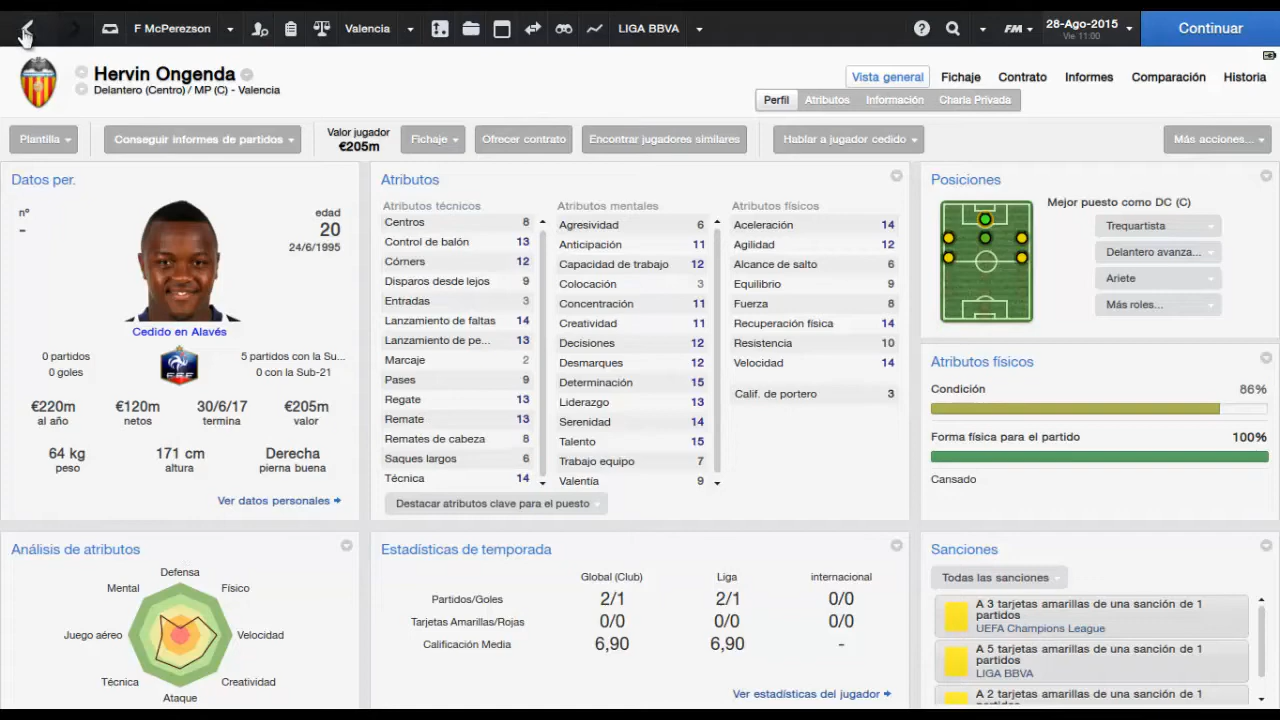 F McPerezson
Valencia
LIGA BBVA
FM
28-Ago-2015
Vie 11:00
Continuar
Hervin Ongenda
Delantero (Centro) / MP (C) - Valencia
Vista general
Fichaje
Contrato
Informes
Comparación
Historia
Perfil
Atributos
Información
Charla Privada
Plantilla
Conseguir informes de partidos
Valor jugador
€205m
Fichaje
Ofrecer contrato
Encontrar jugadores similares
Hablar a jugador cedido
Más acciones...
Datos per.
nº
-
edad
20
24/6/1995
Cedido en Alavés
0 partidos
0 goles
FFF
5 partidos con la Su...
0 con la Sub-21
€220m
al año
€120m
netos
30/6/17
termina
€205m
valor
64 kg
peso
171 cm
altura
Derecha
pierna buena
Ver datos personales
Atributos
Atributos técnicos
Centros 8
Control de balón 13
Córners 12
Disparos desde lejos 9
Entradas 3
Lanzamiento de faltas 14
Lanzamiento de pe... 13
Marcaje 2
Pases 9
Regate 13
Remate 13
Remates de cabeza 8
Saques largos 6
Técnica 14
Atributos mentales
Agresividad 6
Anticipación 11
Capacidad de trabajo 12
Colocación 3
Concentración 11
Creatividad 11
Decisiones 12
Desmarques 12
Determinación 15
Liderazgo 13
Serenidad 14
Talento 15
Trabajo equipo 7
Valentía 9
Atributos físicos
Aceleración 14
Agilidad 12
Alcance de salto 6
Equilibrio 9
Fuerza 8
Recuperación física 14
Resistencia 10
Velocidad 14
Calif. de portero 3
Destacar atributos clave para el puesto
Posiciones
Mejor puesto como DC (C)
Trequartista
Delantero avanza...
Ariete
Más roles...
Atributos físicos
Condición 86%
Forma física para el partido 100%
Cansado
Análisis de atributos
Defensa
Mental
Físico
Juego aéreo
Velocidad
Técnica
Creatividad
Ataque
Estadísticas de temporada
Global (Club) Liga internacional
Partidos/Goles 2/1 2/1 0/0
Tarjetas Amarillas/Rojas 0/0 0/0 0/0
Calificación Media 6,90 6,90 -
Ver estadísticas del jugador
Sanciones
Todas las sanciones
A 3 tarjetas amarillas de una sanción de 1
partidos
UEFA Champions League
A 5 tarjetas amarillas de una sanción de 1
partidos
LIGA BBVA
A 2 tarjetas amarillas de una sanción de 1